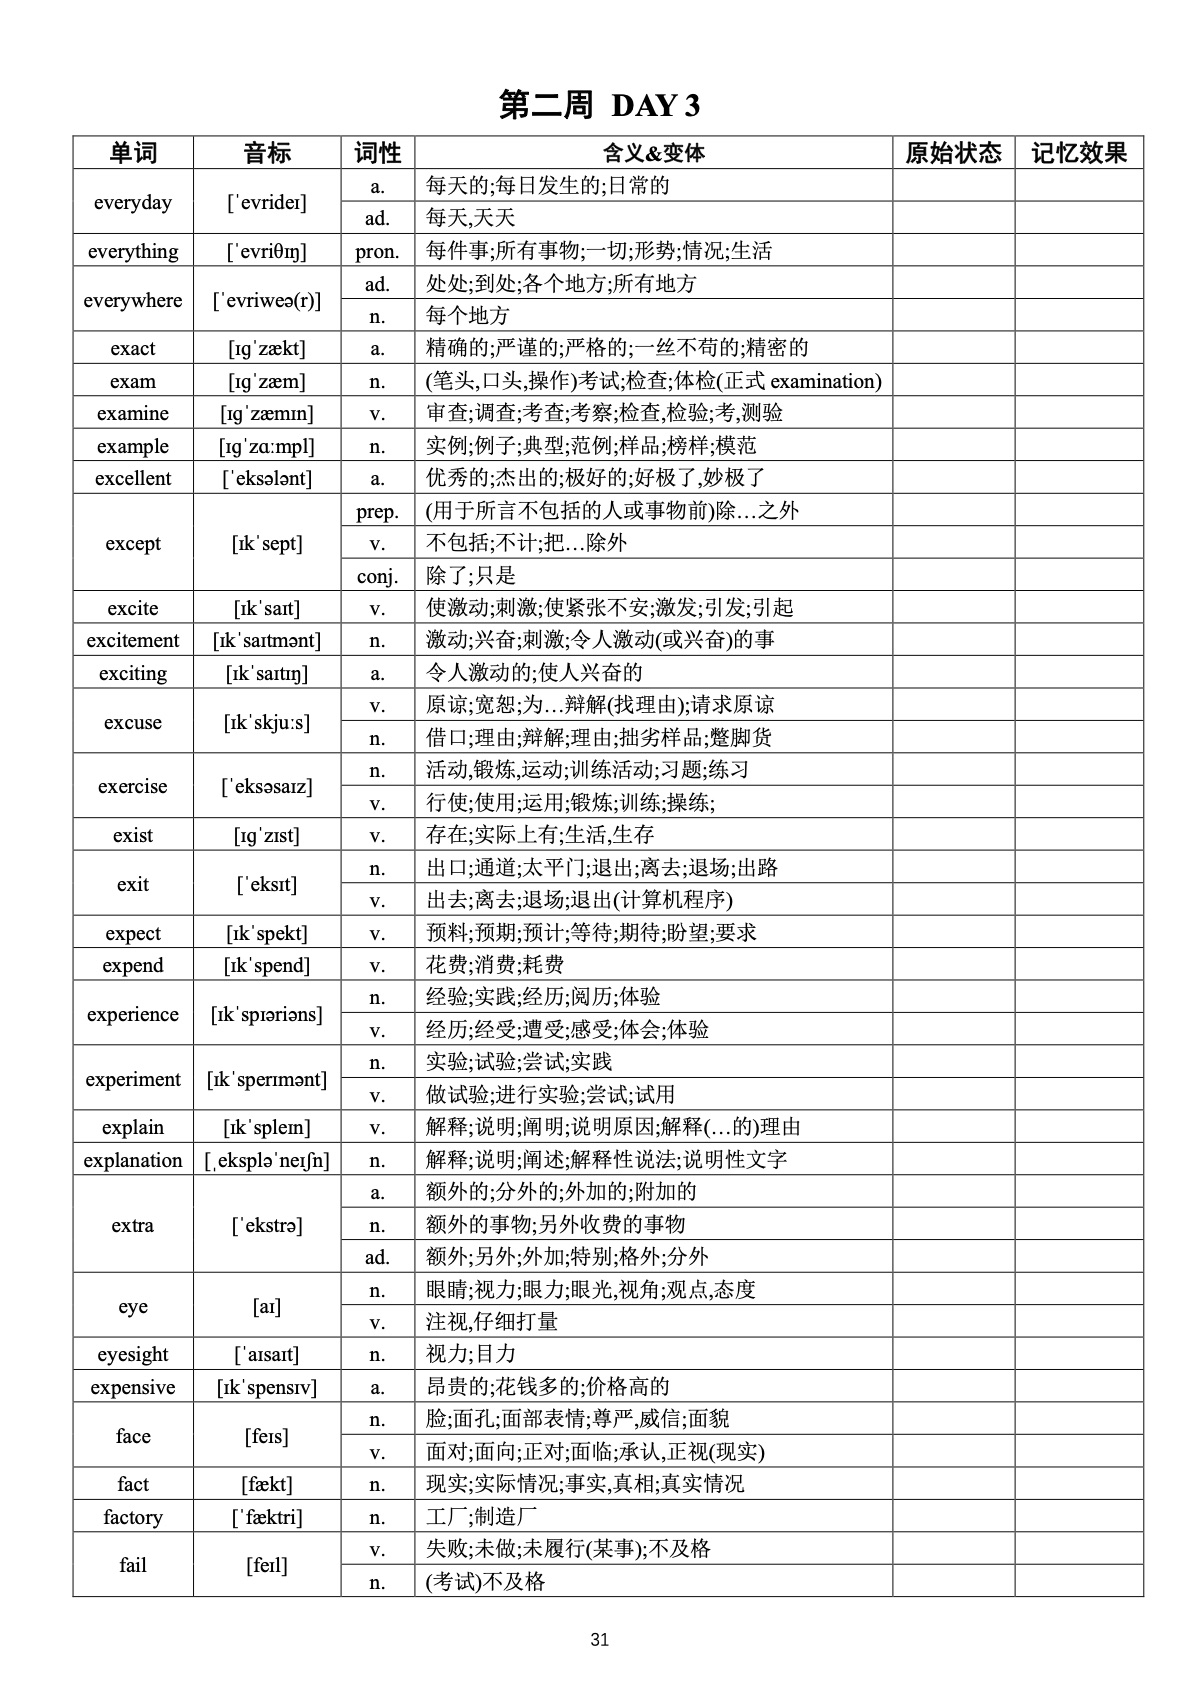 第二周 DAY 3
单词 音标 词性 含义&变体 原始状态 记忆效果
everyday [ˈevrideɪ] a. 每天的;每日发生的;日常的
ad. 每天,天天
everything [ˈevriθɪŋ] pron. 每件事;所有事物;一切;形势;情况;生活
everywhere [ˈevriweə(r)] ad. 处处;到处;各个地方;所有地方
n. 每个地方
exact [ɪɡˈzækt] a. 精确的;严谨的;严格的;一丝不苟的;精密的
exam [ɪɡˈzæm] n. (笔头,口头,操作)考试;检查;体检(正式 examination)
examine [ɪɡˈzæmɪn] v. 审查;调查;考查;考察;检查,检验;考,测验
example [ɪɡˈzɑːmpl] n. 实例;例子;典型;范例;样品;榜样;模范
excellent [ˈeksələnt] a. 优秀的;杰出的;极好的;好极了,妙极了
except [ɪkˈsept] prep. (用于所言不包括的人或事物前)除…之外
v. 不包括;不计;把…除外
conj. 除了;只是
excite [ɪkˈsaɪt] v. 使激动;刺激;使紧张不安;激发;引发;引起
excitement [ɪkˈsaɪtmənt] n. 激动;兴奋;刺激;令人激动(或兴奋)的事
exciting [ɪkˈsaɪtɪŋ] a. 令人激动的;使人兴奋的
excuse [ɪkˈskjuːs] v. 原谅;宽恕;为…辩解(找理由);请求原谅
n. 借口;理由;辩解;理由;拙劣样品;蹩脚货
exercise [ˈeksəsaɪz] n. 活动,锻炼,运动;训练活动;习题;练习
v. 行使;使用;运用;锻炼;训练;操练;
exist [ɪɡˈzɪst] v. 存在;实际上有;生活,生存
exit [ˈeksɪt] n. 出口;通道;太平门;退出;离去;退场;出路
v. 出去;离去;退场;退出(计算机程序)
expect [ɪkˈspekt] v. 预料;预期;预计;等待;期待;盼望;要求
expend [ɪkˈspend] v. 花费;消费;耗费
experience [ɪkˈspɪəriəns] n. 经验;实践;经历;阅历;体验
v. 经历;经受;遭受;感受;体会;体验
experiment [ɪkˈsperɪmənt] n. 实验;试验;尝试;实践
v. 做试验;进行实验;尝试;试用
explain [ɪkˈspleɪn] v. 解释;说明;阐明;说明原因;解释(…的)理由
explanation [ˌekspləˈneɪʃn] n. 解释;说明;阐述;解释性说法;说明性文字
extra [ˈekstrə] a. 额外的;分外的;外加的;附加的
n. 额外的事物;另外收费的事物
ad. 额外;另外;外加;特别;格外;分外
eye [aɪ] n. 眼睛;视力;眼力;眼光,视角;观点,态度
v. 注视,仔细打量
eyesight [ˈaɪsaɪt] n. 视力;目力
expensive [ɪkˈspensɪv] a. 昂贵的;花钱多的;价格高的
face [feɪs] n. 脸;面孔;面部表情;尊严,威信;面貌
v. 面对;面向;正对;面临;承认,正视(现实)
fact [fækt] n. 现实;实际情况;事实,真相;真实情况
factory [ˈfæktri] n. 工厂;制造厂
fail [feɪl] v. 失败;未做;未履行(某事);不及格
n. (考试)不及格
31